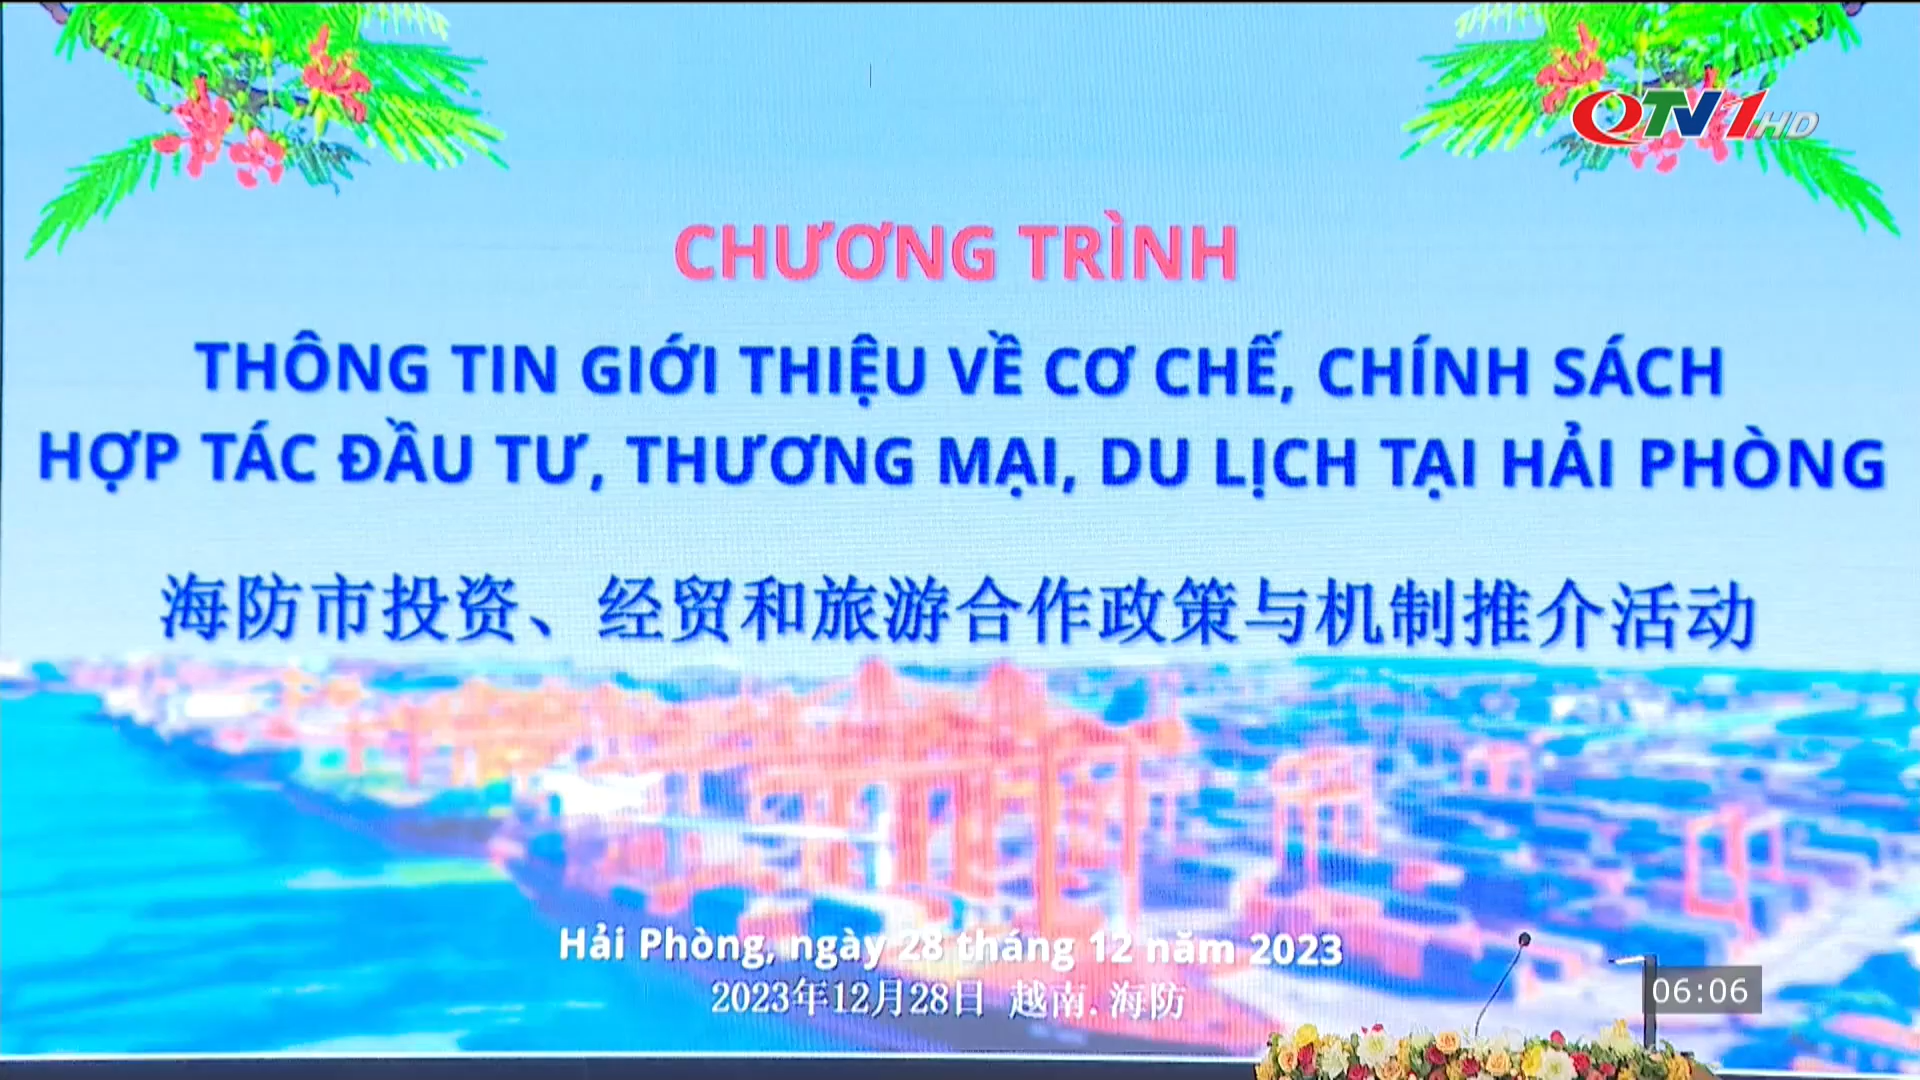 QTV1HD
CHƯƠNG TRÌNH
THÔNG TIN GIỚI THIỆU VỀ CƠ CHẾ, CHÍNH SÁCH
HỢP TÁC ĐẦU TƯ, THƯƠNG MẠI, DU LỊCH TẠI HẢI PHÒNG
海防市投资、经贸和旅游合作政策与机制推介活动
Hải Phòng, ngày 28 tháng 12 năm 2023
2023年12月28日 越南.海防
06:06